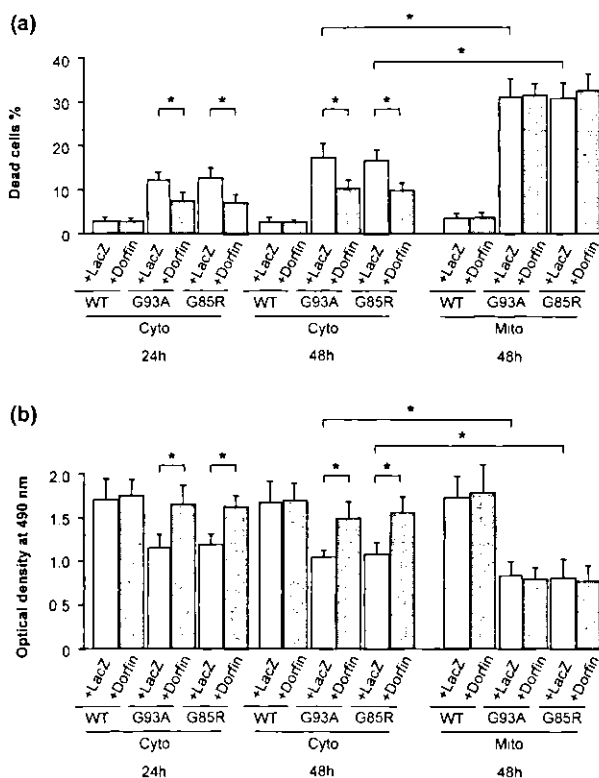 (a)
* *
Dead cells %
40
30
20
10
0
* * * *
+LacZ +Dorfin +LacZ +Dorfin +LacZ +Dorfin +LacZ +Dorfin +LacZ +Dorfin +LacZ +Dorfin +LacZ +Dorfin +LacZ +Dorfin +LacZ +Dorfin
WT G93A G85R WT G93A G85R WT G93A G85R
Cyto Cyto Mito
24h 48h 48h
(b)
* *
Optical density at 490 nm
2.0
1.5
1.0
0 5
0
* * * *
+LacZ +Dorfin +LacZ +Dorfin +LacZ +Dorfin +LacZ +Dorfin +LacZ +Dorfin +LacZ +Dorfin +LacZ +Dorfin +LacZ +Dorfin +LacZ +Dorfin
WT G93A G85R WT G93A G85R WT G93A G85R
Cyto Cyto Mito
24h 48h 48h